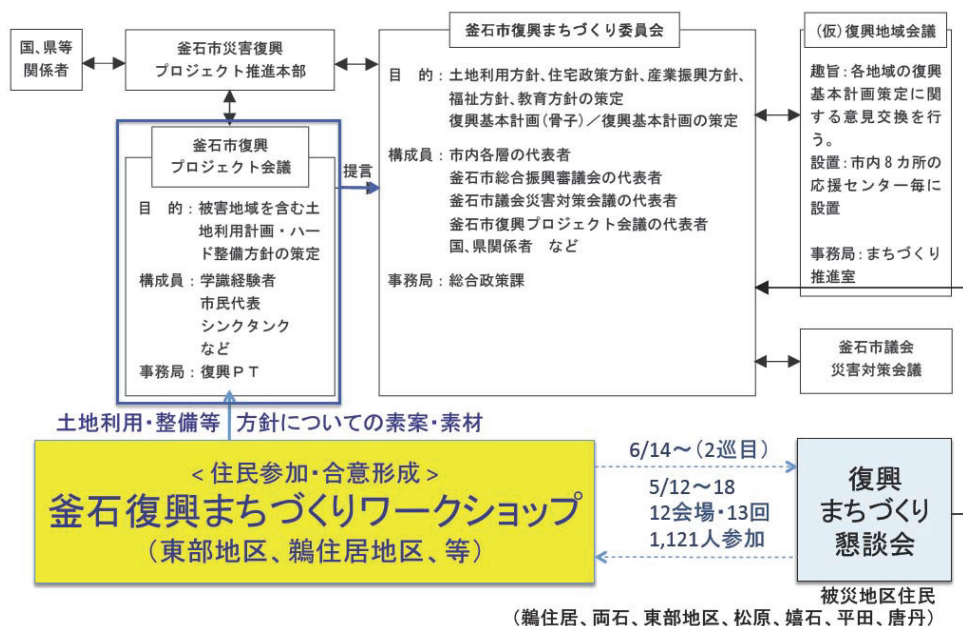 国、県等
関係者
釜石市災害復興
プロジェクト推進本部
釜石市復興まちづくり委員会
目　的：土地利用方針、住宅政策方針、産業振興方針、
福祉方針、教育方針の策定
復興基本計画(骨子)／復興基本計画の策定
構成員：市内各層の代表者
釜石市総合振興審議会の代表者
釜石市議会災害対策会議の代表者
釜石市復興プロジェクト会議の代表者
国、県関係者　など
事務局：総合政策課
(仮)復興地域会議
趣旨：各地域の復興
基本計画策定に関
する意見交換を行
う。
設置：市内８カ所の
応援センター毎に
設置
事務局：まちづくり
推進室
釜石市復興
プロジェクト会議
提言
目　的：被害地域を含む土
地利用計画・ハー
ド整備方針の策定
構成員：学識経験者
市民代表
シンクタンク
など
事務局：復興ＰＴ
釜石市議会
災害対策会議
土地利用・整備等　方針についての素案・素材
＜住民参加・合意形成＞
釜石復興まちづくりワークショップ
（東部地区、鵜住居地区、等）
6/14～(2巡目)
5/12～18
12会場・13回
1,121人参加
復興
まちづくり
懇談会
被災地区住民
（鵜住居、両石、東部地区、松原、嬉石、平田、唐丹）